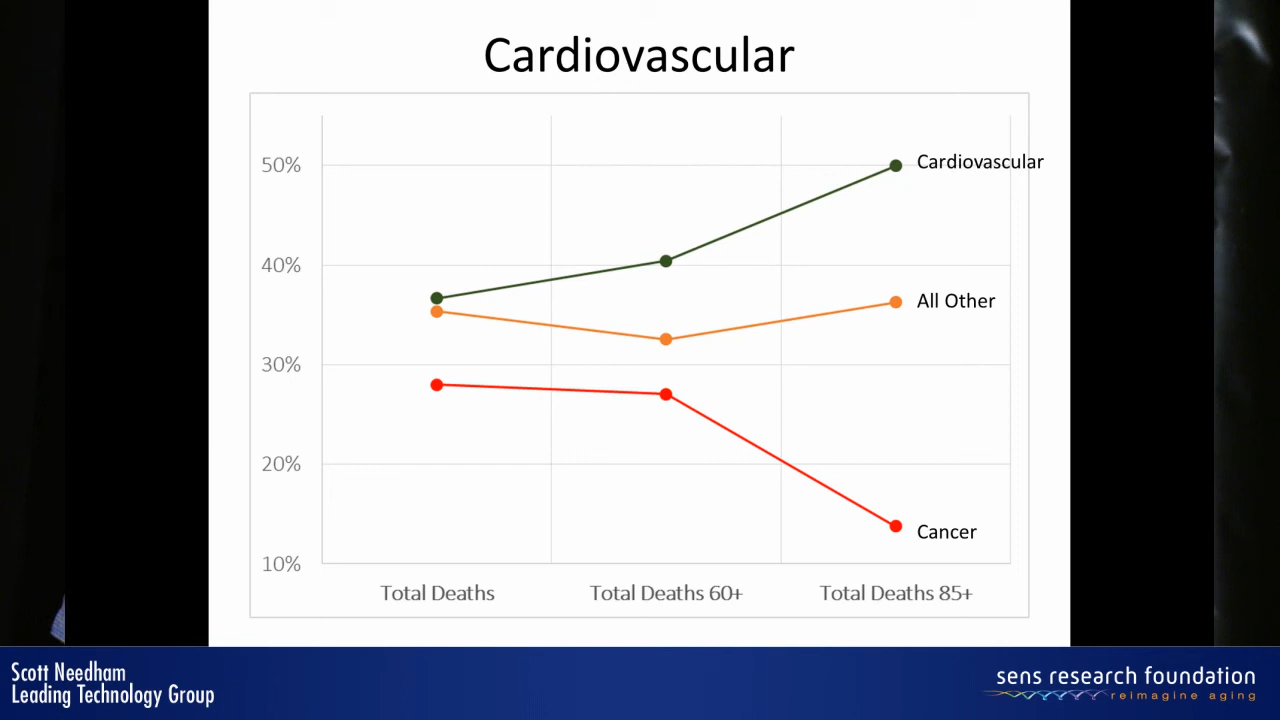 Cardiovascular
50%
Cardiovascular
40%
All Other
30%
20%
Cancer
10%
Total Deaths
Total Deaths 60+
Total Deaths 85+
Scott Needham
Leading Technology Group
sens research foundation
reimagine aging